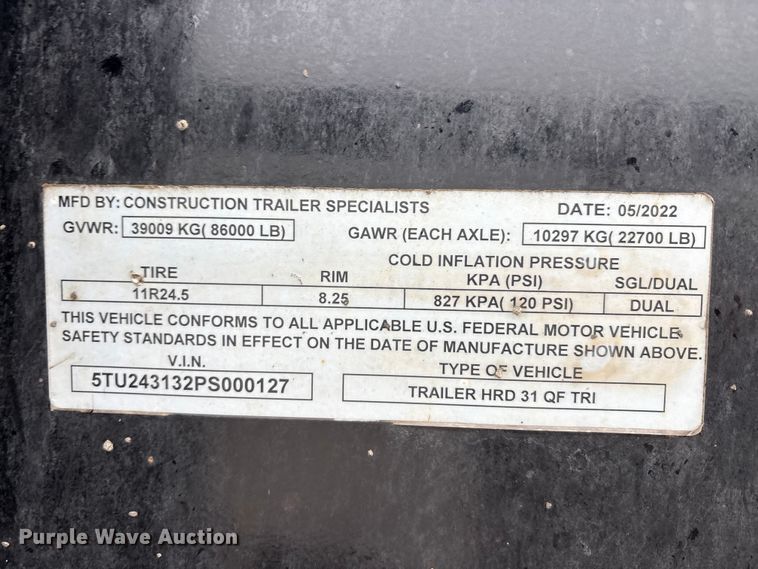 MFD BY: CONSTRUCTION TRAILER SPECIALISTS DATE: 05/2022
GVWR: 39009 KG( 86000 LB) GAWR (EACH AXLE): 10297 KG( 22700 LB)
COLD INFLATION PRESSURE
TIRE RIM KPA (PSI) SGL/DUAL
11R24.5 8.25 827 KPA( 120 PSI) DUAL
THIS VEHICLE CONFORMS TO ALL APPLICABLE U.S. FEDERAL MOTOR VEHICLE
SAFETY STANDARDS IN EFFECT ON THE DATE OF MANUFACTURE SHOWN ABOVE.
V.I.N. TYPE OF VEHICLE
5TU243132PS000127 TRAILER HRD 31 QF TRI
Purple Wave Auction